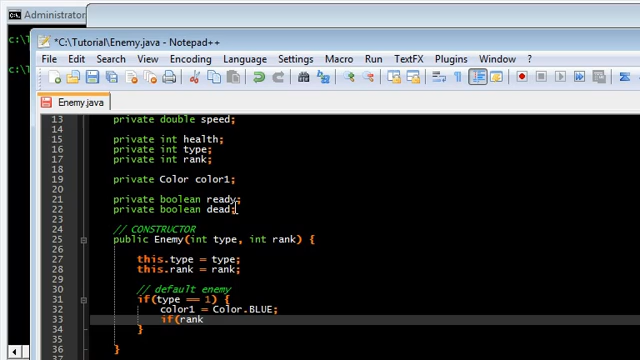 Administrator
c:\T
c:\T
*C:\Tutorial\Enemy.java - Notepad++
File Edit Search View Encoding Language Settings Macro Run TextFX Plugins Window ?
Enemy.java
13 private double speed;
14
15 private int health;
16 private int type;
17 private int rank;
18
19 private Color color1;
20
21 private boolean ready;
22 private boolean dead;
23
24 // CONSTRUCTOR
25 public Enemy(int type, int rank) {
26
27 this.type = type;
28 this.rank = rank;
29
30 // default enemy
31 if(type == 1) {
32 color1 = Color.BLUE;
33 if(rank
34 }
35
36 }
37